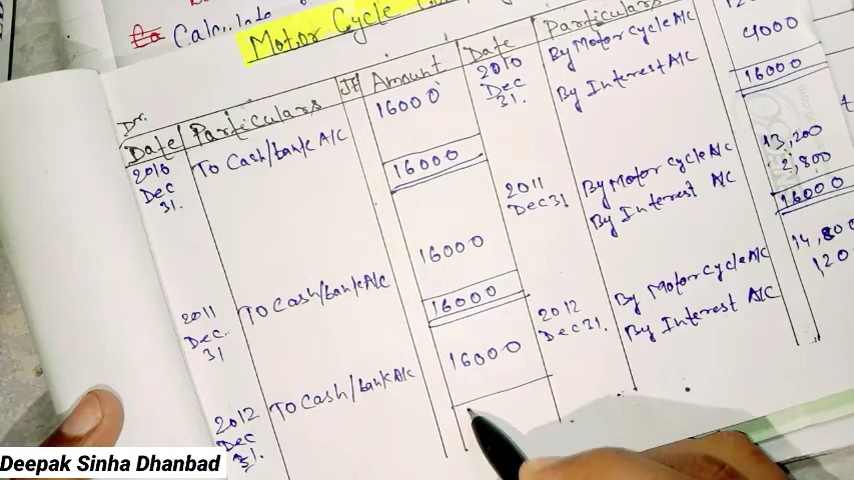 Calculate
Motor Cycle
Dr.
Date Particulars JF Amount Date Particulars
2010 Dec 31. To Cash/bank A/c 16000 2010 Dec 31. By Motor Cycle A/c
By Interest A/C 4000
16000 16000
2011 Dec. 31 To Cash/bank A/c 16000 2011 Dec 31 By Motor Cycle A/c 13,200
By Interest A/C 2,800
16000 16000
2012 Dec 31. To Cash/bank A/c 16000 2012 Dec 31. By Motor Cycle A/c 14,800
By Interest A/C 1,20
Deepak Sinha Dhanbad